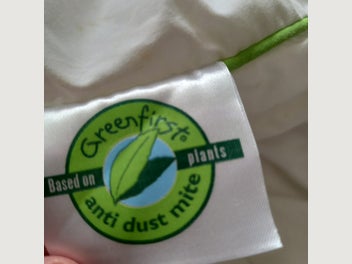 Greenfirst®
Based on plants
anti dust mite